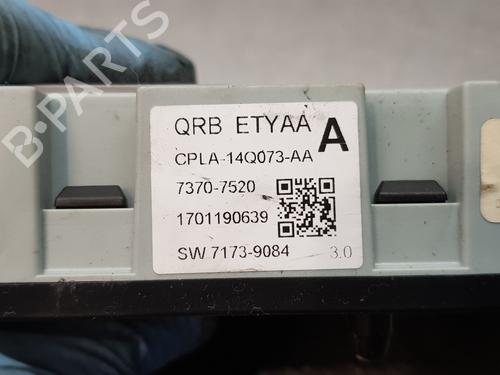 QRB ETYAA A
CPLA-14Q073-AA
7370-7520
1701190639
SW 7173-9084 3.0
B-PARTS